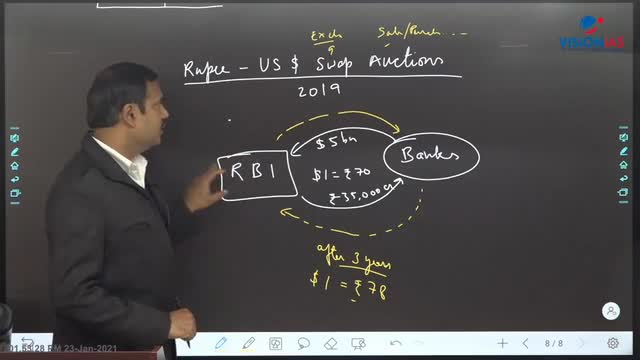 Exch
g
Sale/Purch....
VISION IAS
Rupee - US $ Swap Auctions
2019
$5bn
Banks
RBI
$1 = ₹70
₹35,000 Cr
after 3 years
$1 = ₹78
8 / 8
01:53:28 PM 23-Jan-2021